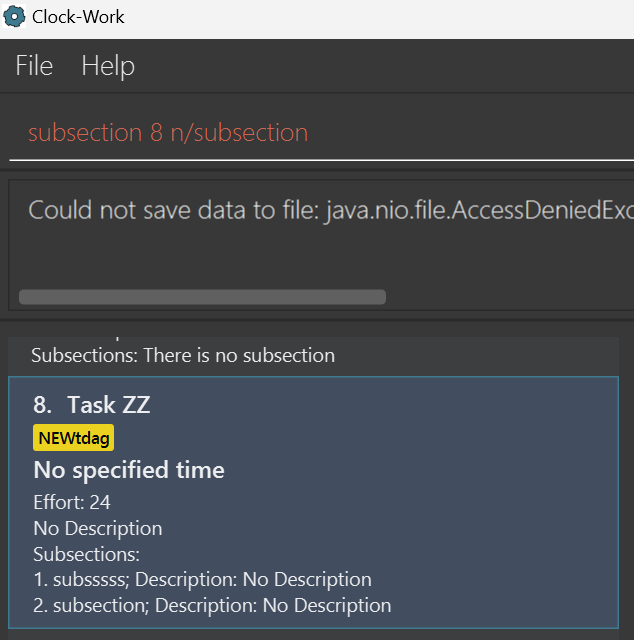 Clock-Work
File Help
subsection 8 n/subsection
Could not save data to file: java.nio.file.AccessDeniedExc
Subsections: There is no subsection
8. Task ZZ
NEWtdag
No specified time
Effort: 24
No Description
Subsections:
1. subsssss; Description: No Description
2. subsection; Description: No Description